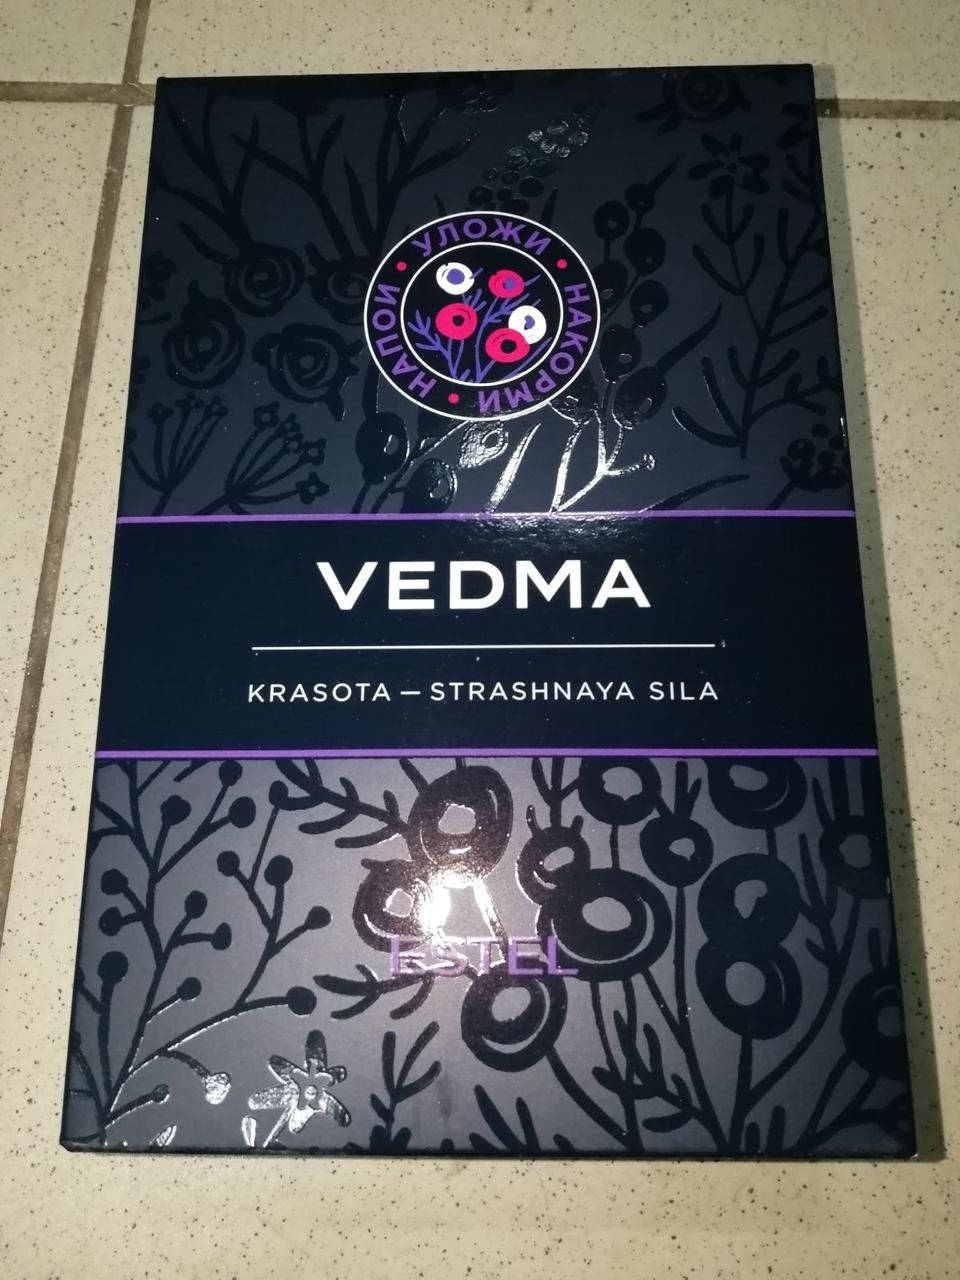 УЛОЖИ • НАКОРМИ • НАПОИ •
VEDMA
KRASOTA — STRASHNAYA SILA
ESTEL